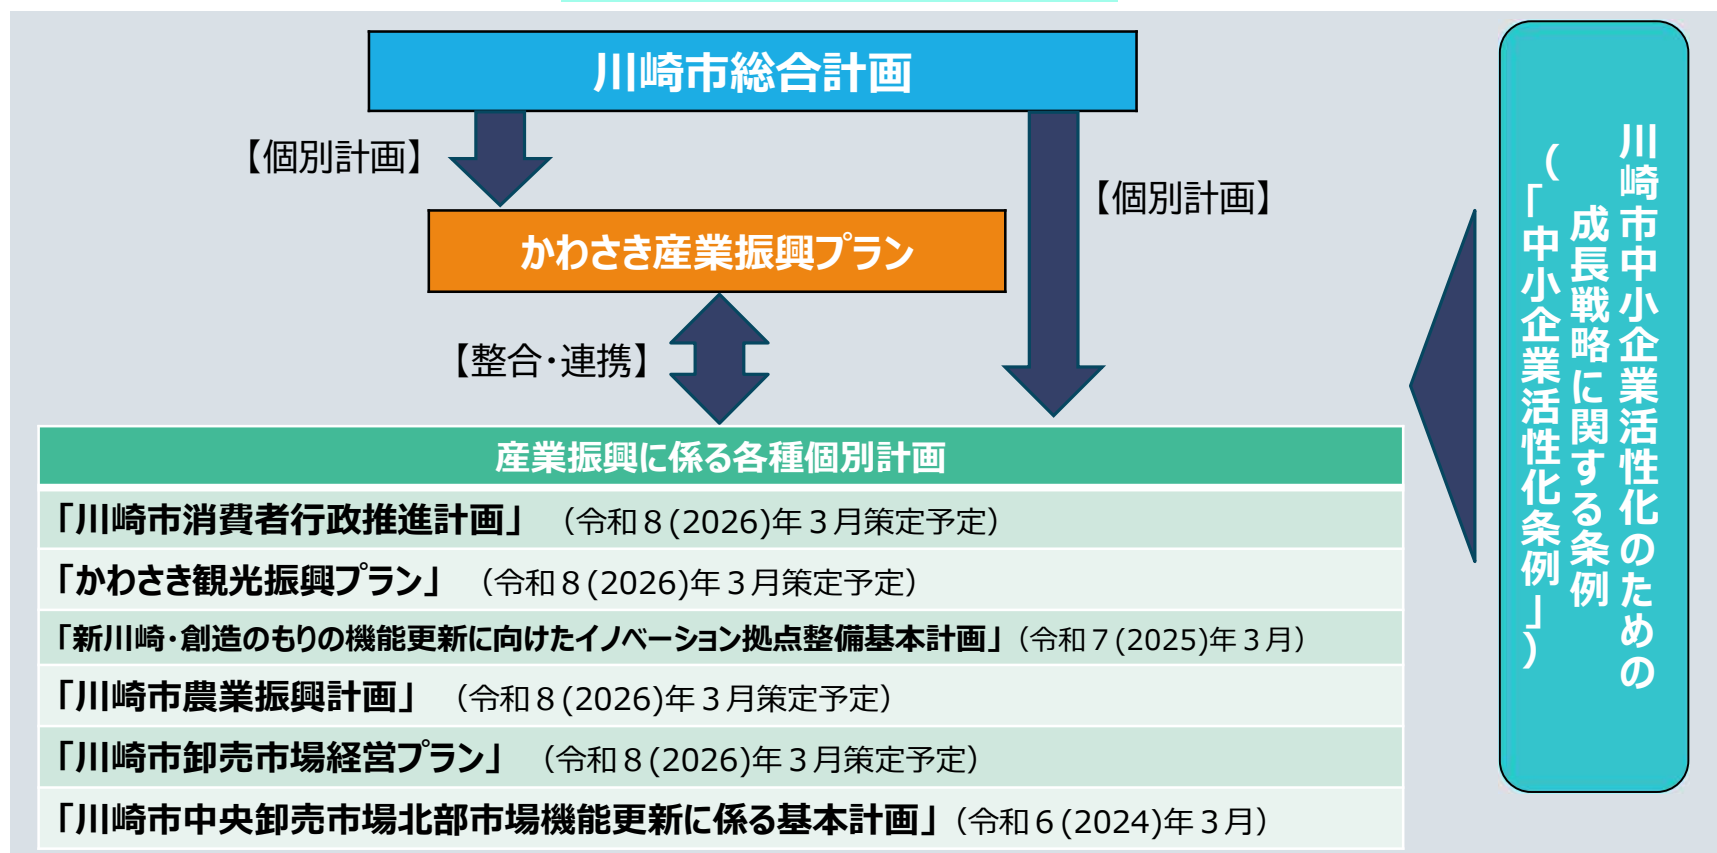 川崎市総合計画
【個別計画】
【個別計画】
かわさき産業振興プラン
【整合･連携】
産業振興に係る各種個別計画
「川崎市消費者行政推進計画」（令和８(2026)年３月策定予定）
「かわさき観光振興プラン」（令和８(2026)年３月策定予定）
「新川崎･創造のもりの機能更新に向けたイノベーション拠点整備基本計画」（令和７(2025)年３月）
「川崎市農業振興計画」（令和８(2026)年３月策定予定）
「川崎市卸売市場経営プラン」（令和８(2026)年３月策定予定）
「川崎市中央卸売市場北部市場機能更新に係る基本計画」（令和６(2024)年３月）
川崎市中小企業活性化のための
成長戦略に関する条例
(「中小企業活性化条例」)